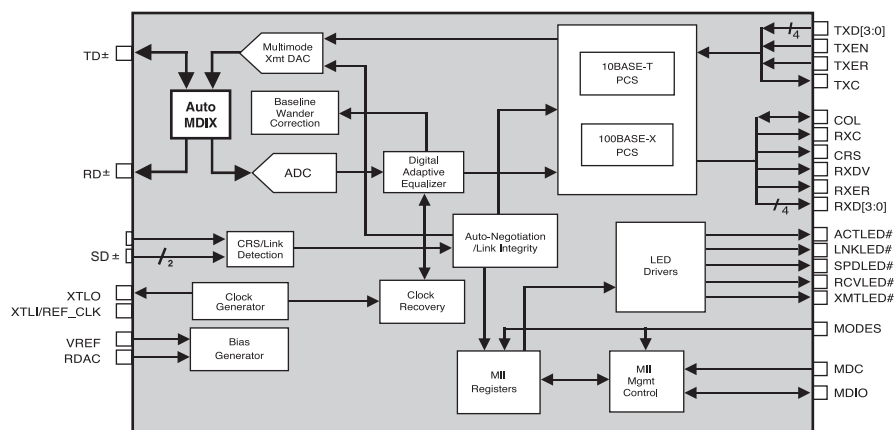 TD±
RD±
SD ±
XTLO
XTLI/REF_CLK
VREF
RDAC
Auto
MDIX
Multimode
Xmt DAC
Baseline
Wander
Correction
ADC
Digital
Adaptive
Equalizer
CRS/Link
Detection
2
Clock
Generator
Bias
Generator
Clock
Recovery
Auto-Negotiation
/Link Integrity
10BASE-T
PCS
100BASE-X
PCS
LED
Drivers
MII
Registers
MII
Mgmt
Control
4
TXD[3:0]
TXEN
TXER
TXC
COL
RXC
CRS
RXDV
RXER
4
RXD[3:0]
ACTLED#
LNKLED#
SPDLED#
RCVLED#
XMTLED#
MODES
MDC
MDIO